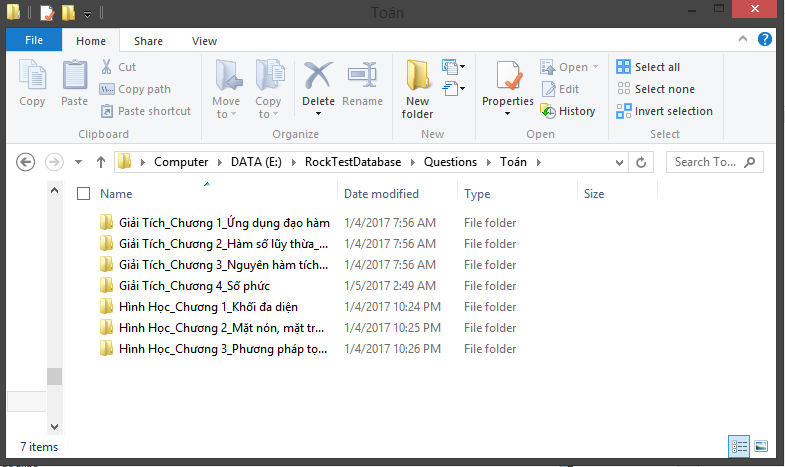 Toán
File Home Share View
Copy Paste Cut Copy path Paste shortcut Clipboard
Move to Copy to Delete Rename Organize
New folder New
Properties Open Edit History Open
Select all Select none Invert selection Select
Computer DATA (E:) RockTestDatabase Questions Toán Search To...
Name Date modified Type Size
Giải Tích_Chương 1_Ứng dụng đạo hàm 1/4/2017 7:56 AM File folder
Giải Tích_Chương 2_Hàm số lũy thừa_... 1/4/2017 7:56 AM File folder
Giải Tích_Chương 3_Nguyên hàm tích... 1/4/2017 7:56 AM File folder
Giải Tích_Chương 4_Số phức 1/5/2017 2:49 AM File folder
Hình Học_Chương 1_Khối đa diện 1/4/2017 10:24 PM File folder
Hình Học_Chương 2_Mặt nón, mặt tr... 1/4/2017 10:25 PM File folder
Hình Học_Chương 3_Phương pháp tọ... 1/4/2017 10:26 PM File folder
7 items